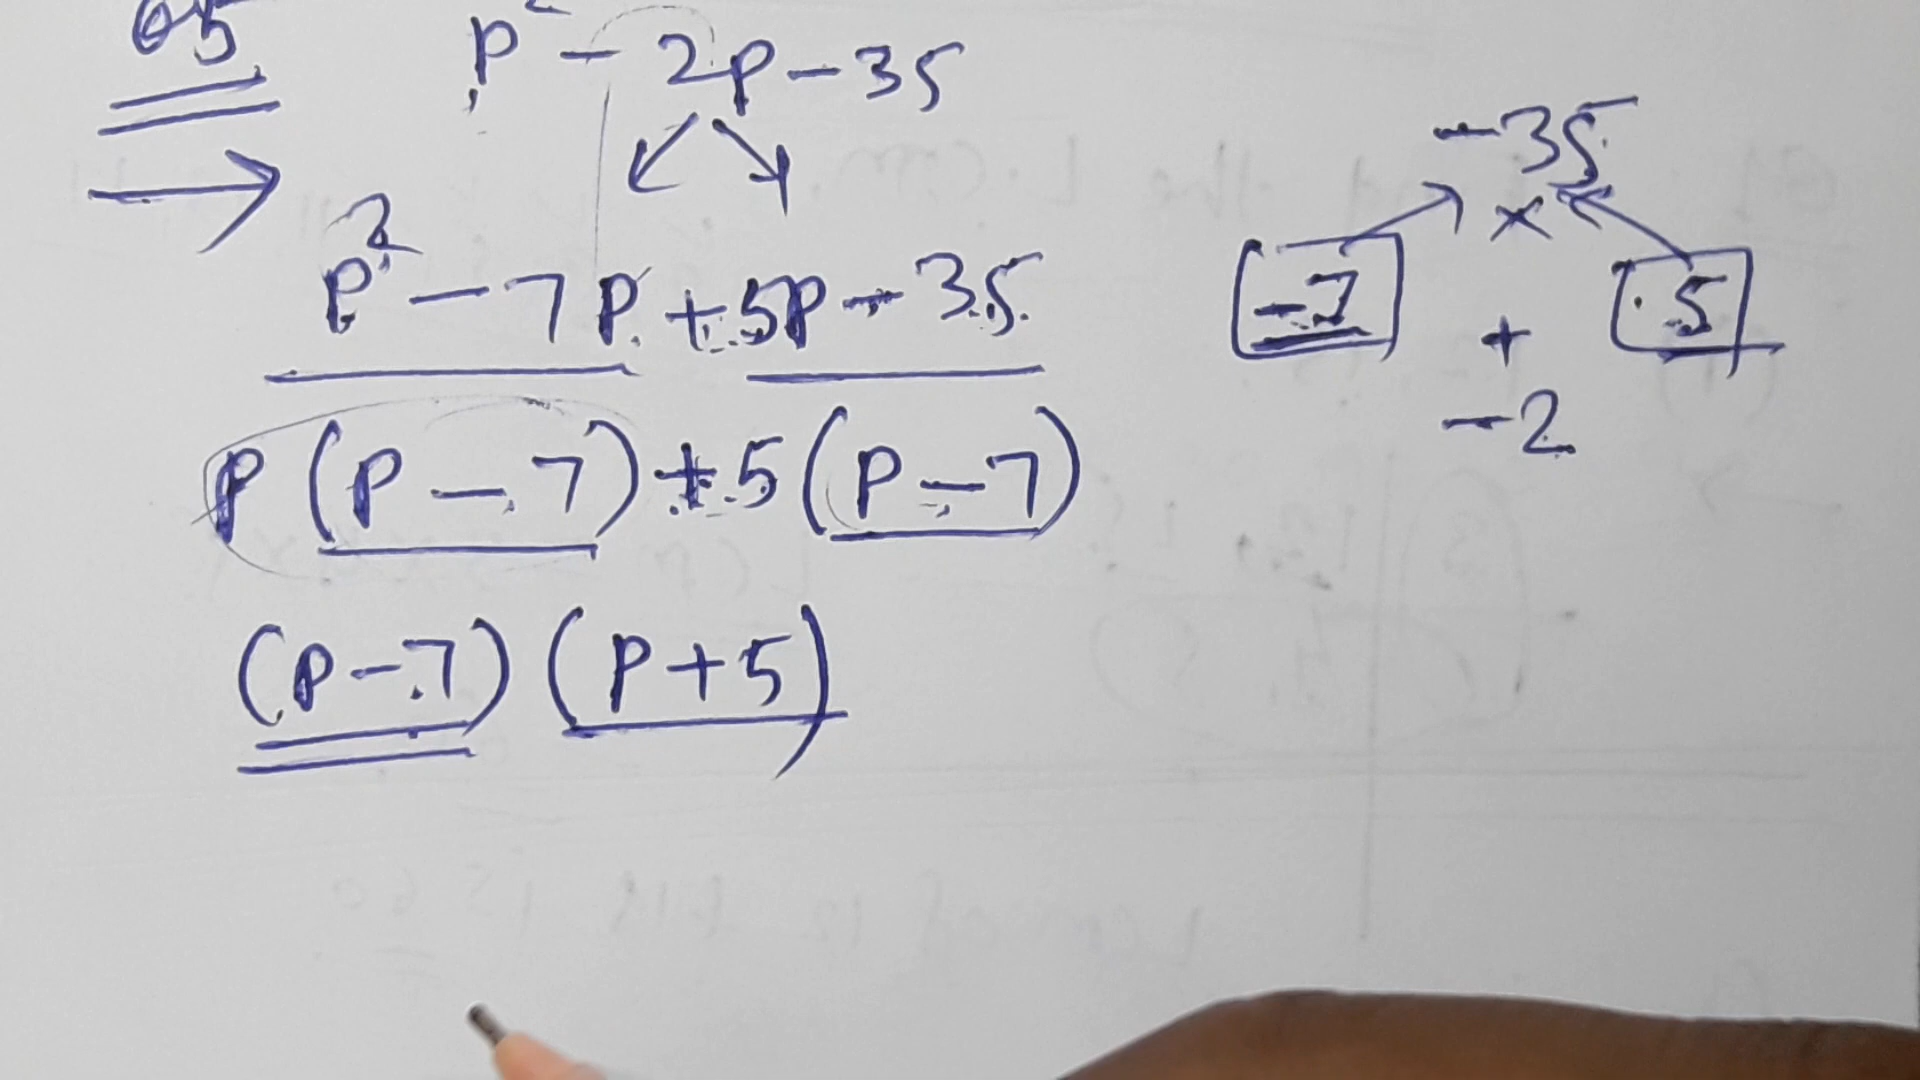 Q5
p² - 2p - 35
p² - 7p + 5p - 35
p (p - 7) + 5 (p - 7)
(p - 7) (p + 5)
-35
×
-7 5
+
-2